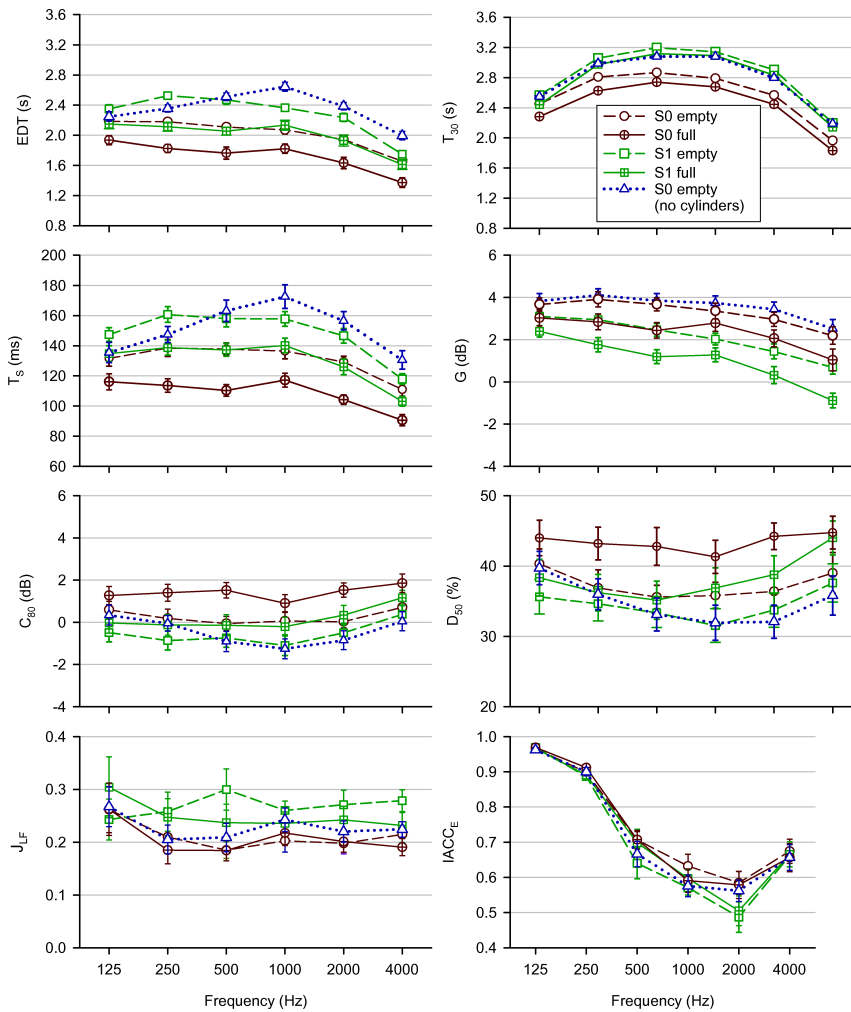 EDT (s)
3.6
3.2
2.8
2.4
2.0
1.6
1.2
0.8
T30 (s)
3.6
3.2
2.8
2.4
2.0
1.6
1.2
0.8
S0 empty
S0 full
S1 empty
S1 full
S0 empty
(no cylinders)
TS (ms)
200
180
160
140
120
100
80
60
G (dB)
6
4
2
0
-2
-4
C80 (dB)
6
4
2
0
-2
-4
D50 (%)
50
40
30
20
JLF
0.4
0.3
0.2
0.1
0.0
125 250 500 1000 2000 4000
Frequency (Hz)
IACCE
1.0
0.9
0.8
0.7
0.6
0.5
0.4
125 250 500 1000 2000 4000
Frequency (Hz)